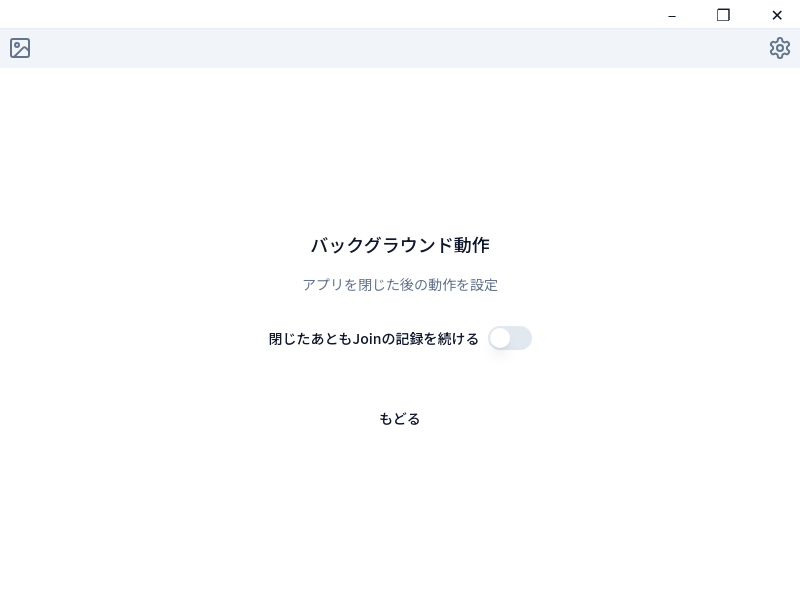 バックグラウンド動作
アプリを閉じた後の動作を設定
閉じたあともJoinの記録を続ける
もどる